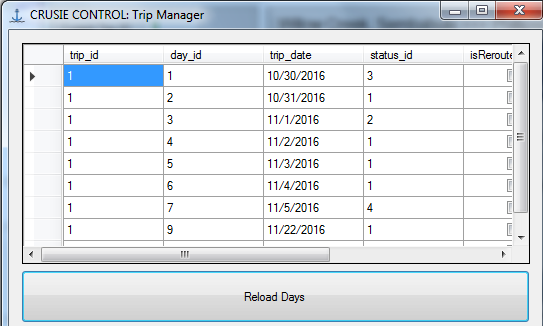 CRUSIE CONTROL: Trip Manager
trip_id day_id trip_date status_id isReroute
1 1 10/30/2016 3
1 2 10/31/2016 1
1 3 11/1/2016 2
1 4 11/2/2016 1
1 5 11/3/2016 1
1 6 11/4/2016 1
1 7 11/5/2016 4
1 9 11/22/2016 1
Reload Days